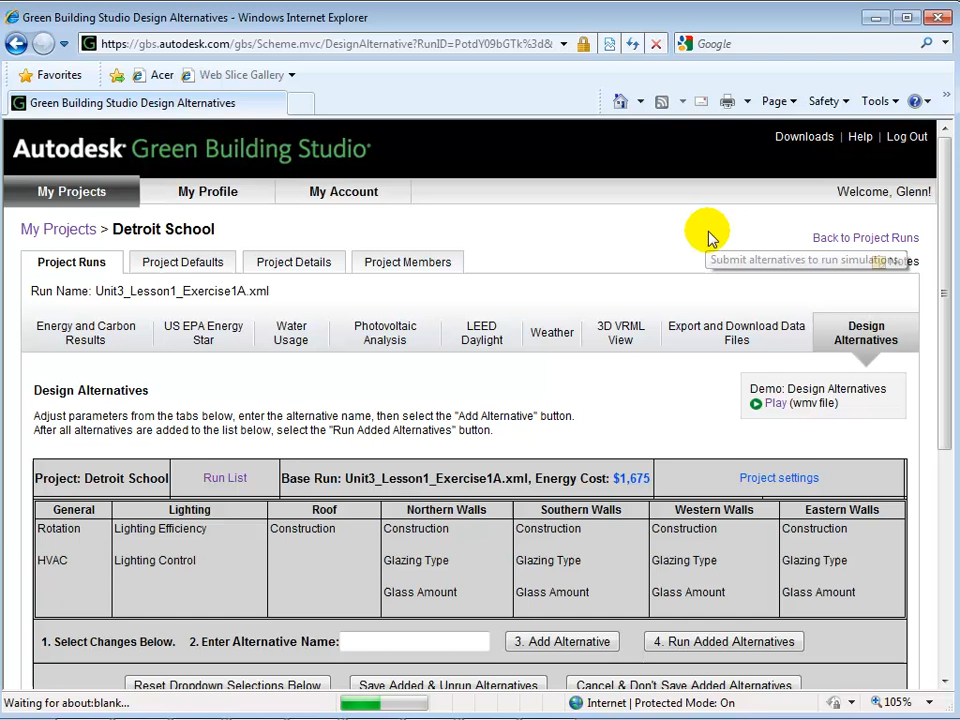 Green Building Studio Design Alternatives - Windows Internet Explorer
https://gbs.autodesk.com/gbs/Scheme.mvc/DesignAlternative?RunID=PotdY09bGTk%3d&
Google
Favorites Acer Web Slice Gallery
Green Building Studio Design Alternatives
Page Safety Tools »
Autodesk Green Building Studio
Downloads | Help | Log Out
My Projects My Profile My Account Welcome, Glenn!
My Projects > Detroit School
Back to Project Runs
Project Runs Project Defaults Project Details Project Members
Submit alternatives to run simulations.
Run Name: Unit3_Lesson1_Exercise1A.xml
Energy and Carbon Results
US EPA Energy Star
Water Usage
Photovoltaic Analysis
LEED Daylight
Weather
3D VRML View
Export and Download Data Files
Design Alternatives
Design Alternatives
Demo: Design Alternatives
Play (wmv file)
Adjust parameters from the tabs below, enter the alternative name, then select the "Add Alternative" button.
After all alternatives are added to the list below, select the "Run Added Alternatives" button.
Project: Detroit School Run List Base Run: Unit3_Lesson1_Exercise1A.xml, Energy Cost: $1,675 Project settings
General Lighting Roof Northern Walls Southern Walls Western Walls Eastern Walls
Rotation Lighting Efficiency Construction Construction Construction Construction Construction
HVAC Lighting Control Glazing Type Glazing Type Glazing Type Glazing Type
Glass Amount Glass Amount Glass Amount Glass Amount
1. Select Changes Below. 2. Enter Alternative Name: 3. Add Alternative 4. Run Added Alternatives
Reset Dropdown Selections Below Save Added & Unrun Alternatives Cancel & Don't Save Added Alternatives
Waiting for about:blank... Internet | Protected Mode: On 105%